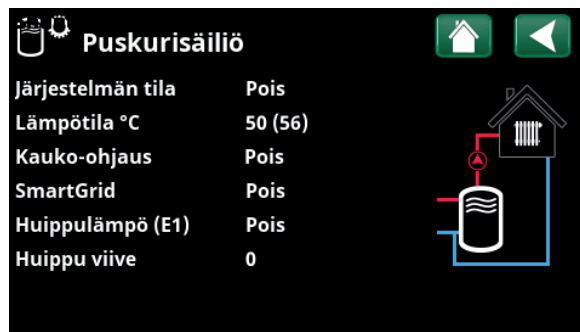 Puskurisäiliö
Järjestelmän tila Pois
Lämpötila °C 50 (56)
Kauko-ohjaus Pois
SmartGrid Pois
Huippulämpö (E1) Pois
Huippu viive 0